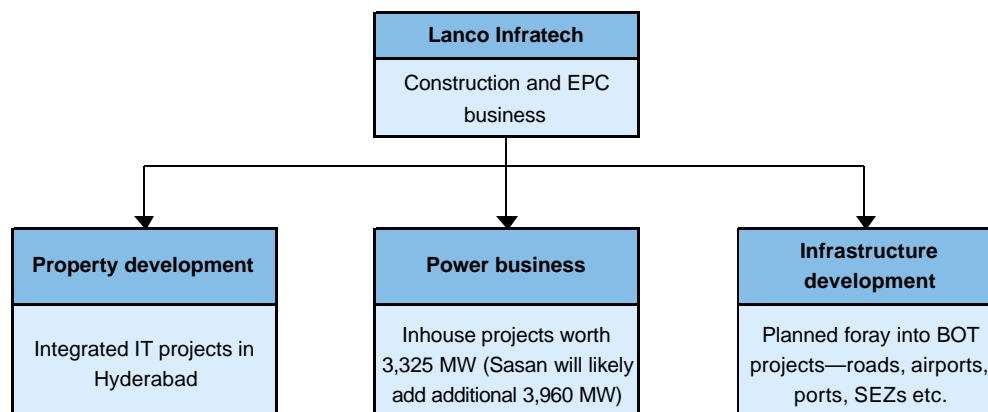 Lanco Infratech
Construction and EPC
business
Property development
Integrated IT projects in
Hyderabad
Power business
Inhouse projects worth
3,325 MW (Sasan will likely
add additional 3,960 MW)
Infrastructure
development
Planned foray into BOT
projects—roads, airports,
ports, SEZs etc.